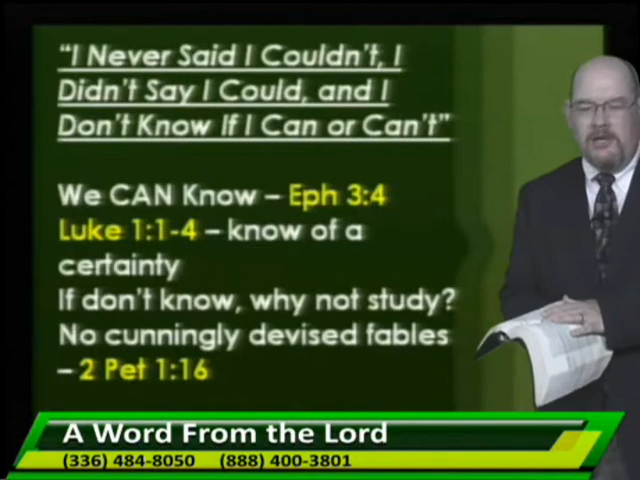 “I Never Said I Couldn’t, I
Didn’t Say I Could, and I
Don’t Know If I Can or Can’t”
We CAN Know – Eph 3:4
Luke 1:1-4 – know of a
certainty
If don’t know, why not study?
No cunningly devised fables
– 2 Pet 1:16
A Word From the Lord
(336) 484-8050 (888) 400-3801